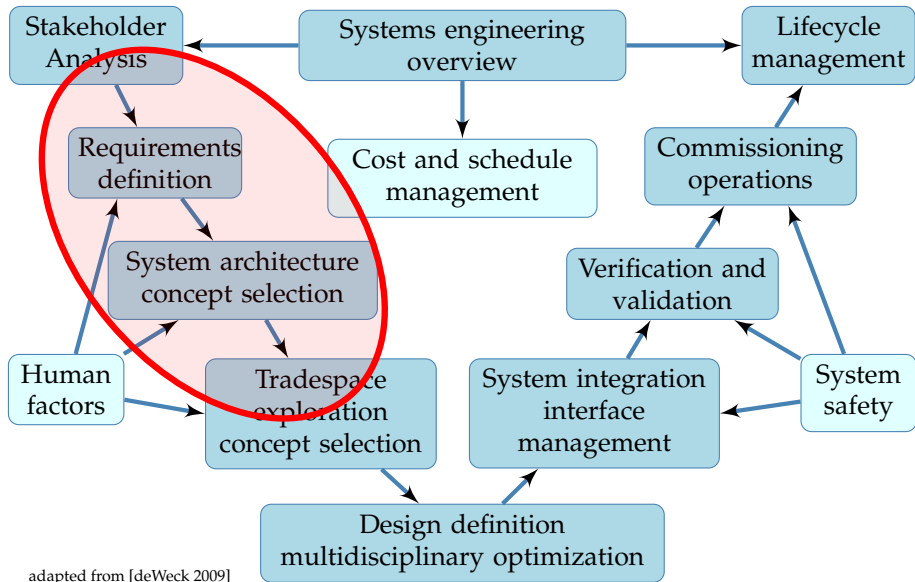 Stakeholder
Analysis
Systems engineering
overview
Lifecycle
management
Requirements
definition
Cost and schedule
management
Commissioning
operations
System architecture
concept selection
Verification and
validation
Human
factors
Tradespace
exploration
concept selection
System integration
interface
management
System
safety
Design definition
multidisciplinary optimization
adapted from [deWeck 2009]